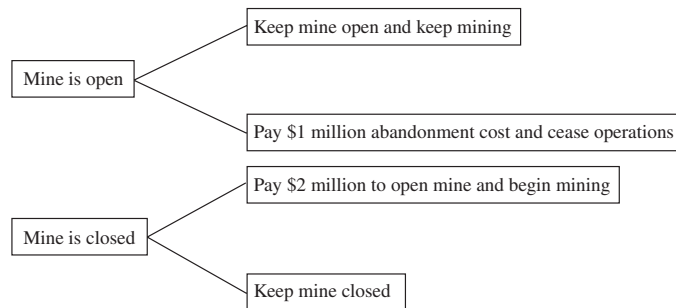 Keep mine open and keep mining
Mine is open
Pay $1 million abandonment cost and cease operations
Pay $2 million to open mine and begin mining
Mine is closed
Keep mine closed